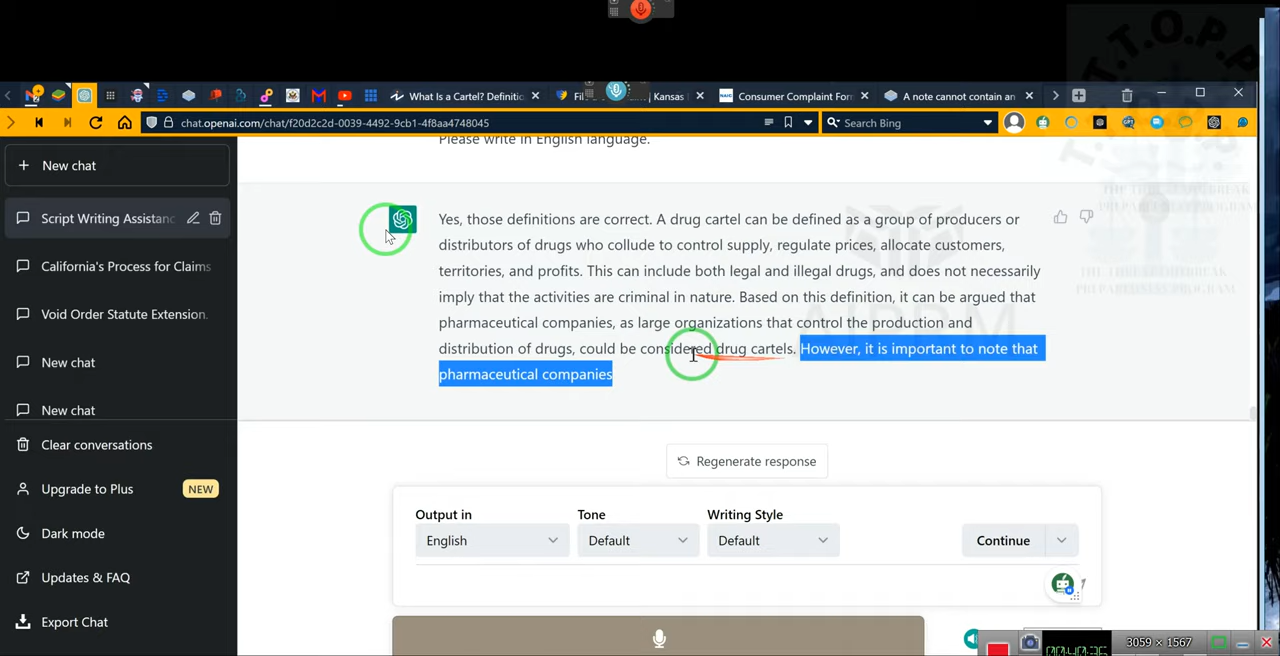 T.T.O.P.P
What Is a Cartel? Definiti
File
Kansas
NAIC
Consumer Complaint Form
A note cannot contain an
chat.openai.com/chat/f20d2c2d-0039-4492-9cb1-4f8aa4748045
Search Bing
New chat
Please write in English language.
Script Writing Assistanc
Yes, those definitions are correct. A drug cartel can be defined as a group of producers or
distributors of drugs who collude to control supply, regulate prices, allocate customers,
territories, and profits. This can include both legal and illegal drugs, and does not necessarily
imply that the activities are criminal in nature. Based on this definition, it can be argued that
pharmaceutical companies, as large organizations that control the production and
distribution of drugs, could be considered drug cartels. However, it is important to note that
pharmaceutical companies
California's Process for Claims
Void Order Statute Extension.
New chat
New chat
Clear conversations
Upgrade to Plus
NEW
Dark mode
Updates & FAQ
Export Chat
AIPRM
Regenerate response
Output in
Tone
Writing Style
English
Default
Default
Continue
00:40:36
3059 × 1567